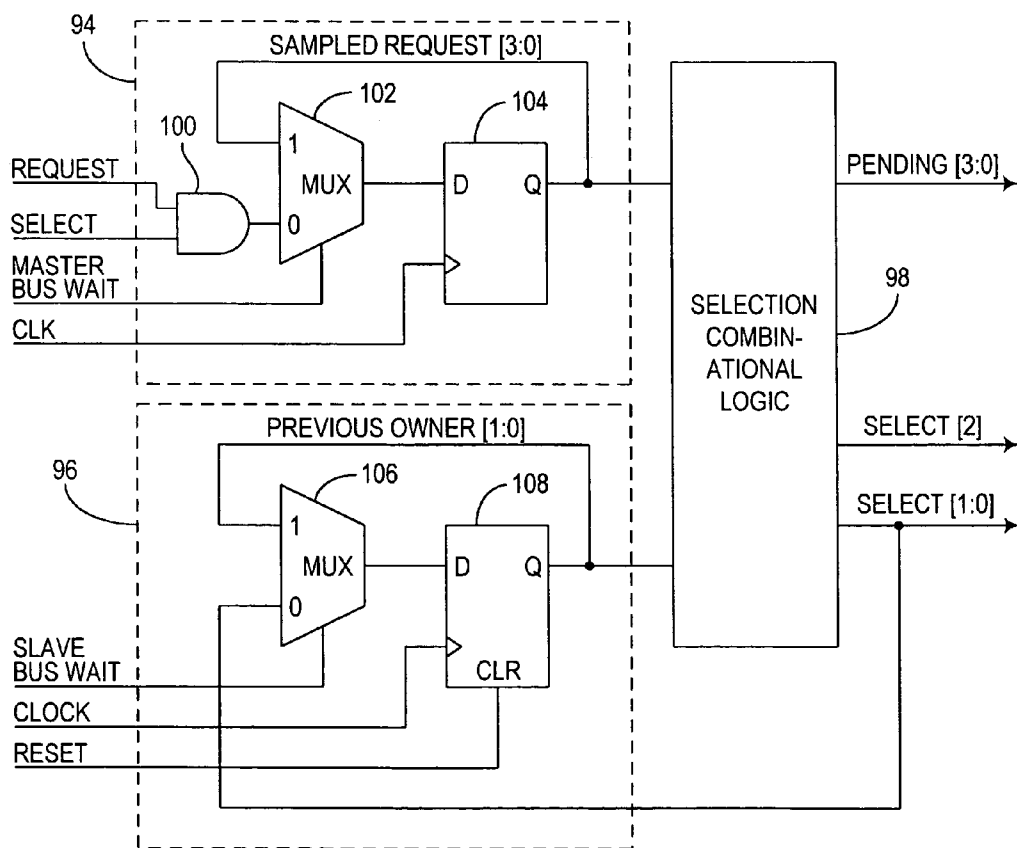 94
SAMPLED REQUEST [3:0]
102
104
100
REQUEST
1
MUX
D
Q
PENDING [3:0]
SELECT
0
MASTER
BUS WAIT
CLK
SELECTION
COMBIN-
ATIONAL
LOGIC
98
PREVIOUS OWNER [1:0]
SELECT [2]
96
106
108
SELECT [1:0]
1
MUX
D
Q
0
SLAVE
BUS WAIT
CLR
CLOCK
RESET